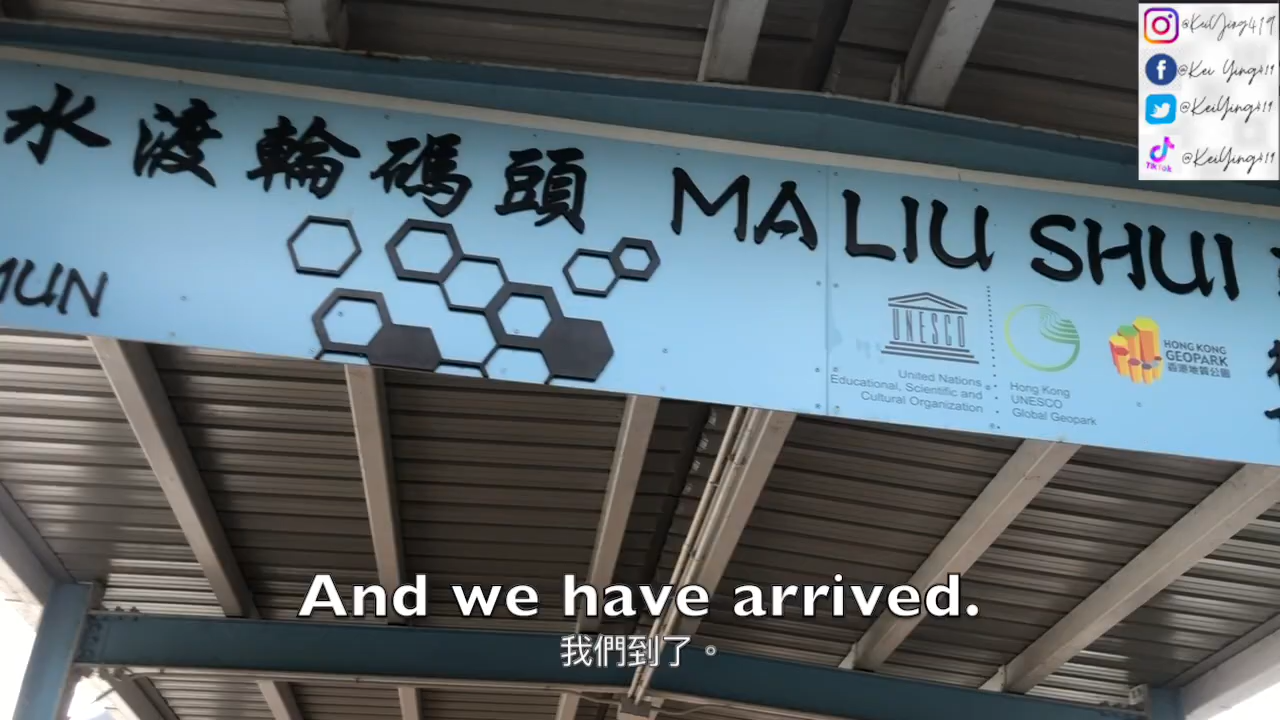 水渡輪碼頭 MA LIU SHUI
MUN
UNESCO
United Nations
Educational, Scientific and
Cultural Organization
Hong Kong
UNESCO
Global Geopark
HONG KONG
GEOPARK
香港地質公園
@KeiYing419
@Kei Ying419
@KeiYing419
TikTok
@KeiYing419
And we have arrived.
我們到了。